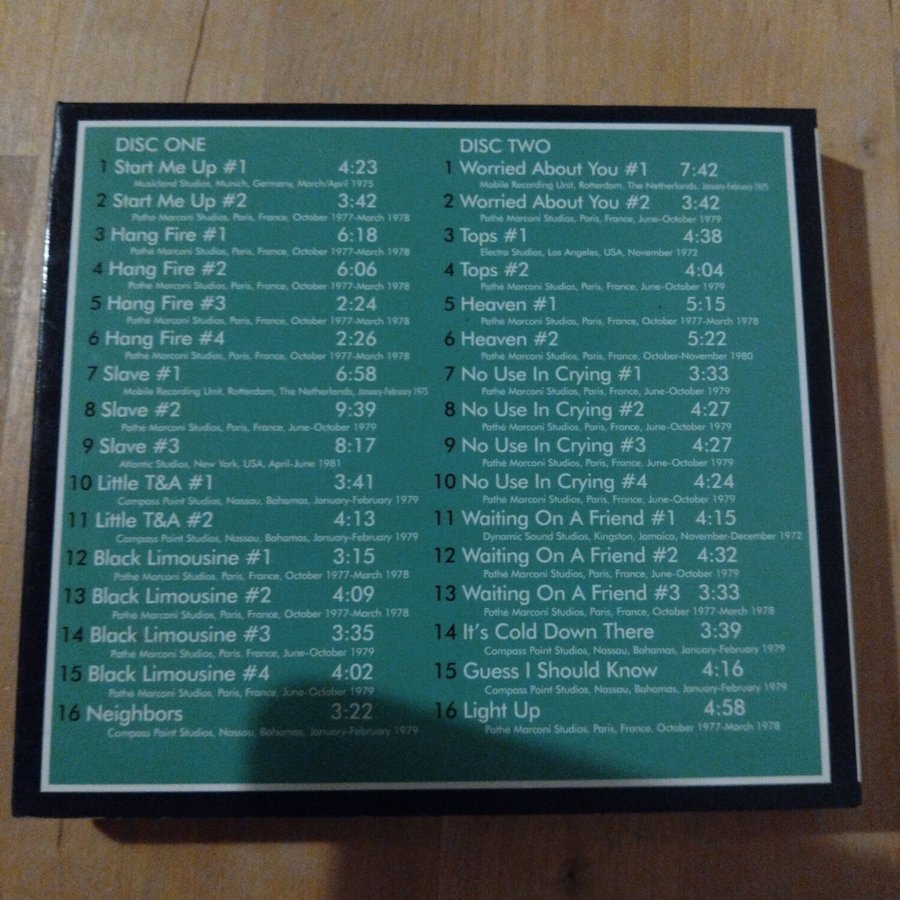 DISC ONE
1 Start Me Up #1 4:23
Musicland Studios, Munich, Germany, March/April 1975
2 Start Me Up #2 3:42
Pathé Marconi Studios, Paris, France, October 1977-March 1978
3 Hang Fire #1 6:18
Pathé Marconi Studios, Paris, France, October 1977-March 1978
4 Hang Fire #2 6:06
Pathé Marconi Studios, Paris, France, October 1977-March 1978
5 Hang Fire #3 2:24
Pathé Marconi Studios, Paris, France, October 1977-March 1978
6 Hang Fire #4 2:26
Pathé Marconi Studios, Paris, France, October 1977-March 1978
7 Slave #1 6:58
Mobile Recording Unit, Rotterdam, The Netherlands, January-February 1975
8 Slave #2 9:39
Pathé Marconi Studios, Paris, France, June-October 1979
9 Slave #3 8:17
Atlantic Studios, New York, USA, April-June 1981
10 Little T&A #1 3:41
Compass Point Studios, Nassau, Bahamas, January-February 1979
11 Little T&A #2 4:13
Compass Point Studios, Nassau, Bahamas, January-February 1979
12 Black Limousine #1 3:15
Pathé Marconi Studios, Paris, France, October 1977-March 1978
13 Black Limousine #2 4:09
Pathé Marconi Studios, Paris, France, October 1977-March 1978
14 Black Limousine #3 3:35
Pathé Marconi Studios, Paris, France, June-October 1979
15 Black Limousine #4 4:02
Pathé Marconi Studios, Paris, France, June-October 1979
16 Neighbors 3:22
Compass Point Studios, Nassau, Bahamas, January-February 1979
DISC TWO
1 Worried About You #1 7:42
Mobile Recording Unit, Rotterdam, The Netherlands, January-February 1975
2 Worried About You #2 3:42
Pathé Marconi Studios, Paris, France, June-October 1979
3 Tops #1 4:38
Electra Studios, Los Angeles, USA, November 1972
4 Tops #2 4:04
Pathé Marconi Studios, Paris, France, June-October 1979
5 Heaven #1 5:15
Pathé Marconi Studios, Paris, France, October 1977-March 1978
6 Heaven #2 5:22
Pathé Marconi Studios, Paris, France, October-November 1980
7 No Use In Crying #1 3:33
Pathé Marconi Studios, Paris, France, June-October 1979
8 No Use In Crying #2 4:27
Pathé Marconi Studios, Paris, France, June-October 1979
9 No Use In Crying #3 4:27
Pathé Marconi Studios, Paris, France, June-October 1979
10 No Use In Crying #4 4:24
Pathé Marconi Studios, Paris, France, June-October 1979
11 Waiting On A Friend #1 4:15
Dynamic Sound Studios, Kingston, Jamaica, November-December 1972
12 Waiting On A Friend #2 4:32
Pathé Marconi Studios, Paris, France, June-October 1979
13 Waiting On A Friend #3 3:33
Pathé Marconi Studios, Paris, France, October 1977-March 1978
14 It's Cold Down There 3:39
Compass Point Studios, Nassau, Bahamas, January-February 1979
15 Guess I Should Know 4:16
Compass Point Studios, Nassau, Bahamas, January-February 1979
16 Light Up 4:58
Pathé Marconi Studios, Paris, France, October 1977-March 1978